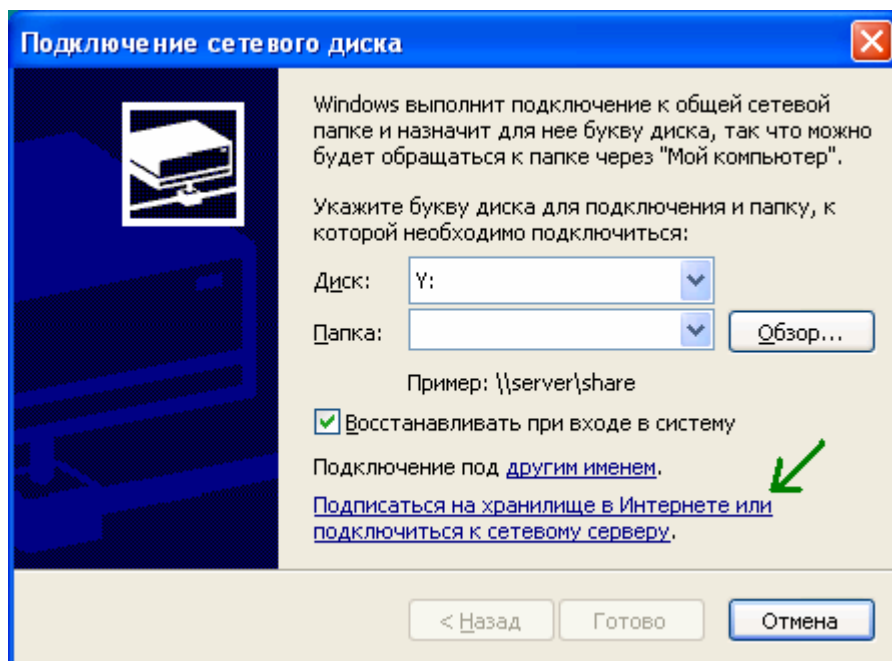 Подключение сетевого диска
Windows выполнит подключение к общей сетевой
папке и назначит для нее букву диска, так что можно
будет обращаться к папке через "Мой компьютер".
Укажите букву диска для подключения и папку, к
которой необходимо подключиться:
Диск: Y:
Папка: Обзор...
Пример: \\server\share
Восстанавливать при входе в систему
Подключение под другим именем.
Подписаться на хранилище в Интернете или
подключиться к сетевому серверу.
< Назад Готово Отмена